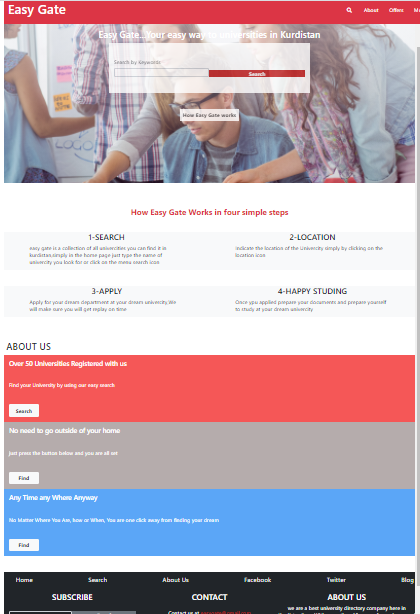 Easy Gate
About Offers
Easy Gate.. Your easy way to universities in Kurdistan
Search by Keywords
Search
How Easy Gate works
How Easy Gate Works in four simple steps
1-SEARCH
easy gate is a collection of all univeristies you can find it in
kurdistan.simply in the home page just type the name of
univercity you look for or click on the menu search icon
2-LOCATION
Indicate the location of the University simply by clicking on the
location icon
3-APPLY
Apply for your dream department at your dream univercity.We
will make sure you will get replay on time
4-HAPPY STUDING
Once you applied prepare your documents and prepare yourself
to study at your dream univercity
ABOUT US
Over 50 Universities Registered with us
Find your University by using our easy search
Search
No need to go outside of your home
Just press the button below and you are all set
Find
Any Time any Where Anyway
No Matter Where You Are, how or When, You are one click away from finding your dream
Find
Home Search About Us Facebook Twitter Blog
SUBSCRIBE CONTACT ABOUT US
we are a best university directory company here in
Contact us at